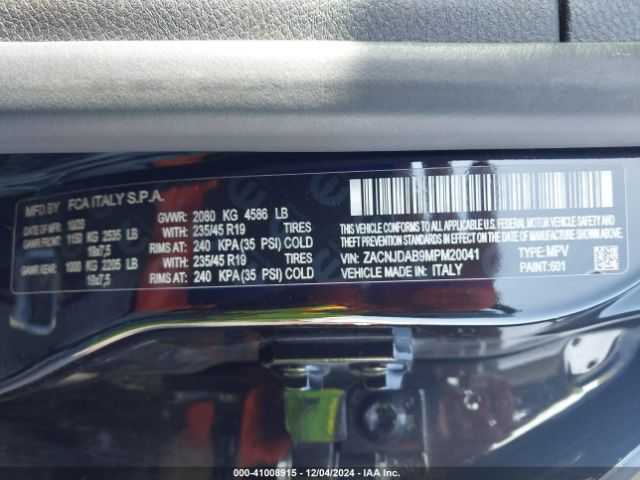 MFD BY FCA ITALY S.P.A.
DATE OF MFR 10/20 GVWR: 2080 KG 4586 LB
GAWR FRONT: 1150 KG 2535 LB WITH: 235/45 R19 TIRES
19x7,5 RIMS AT: 240 KPA (35 PSI) COLD
GAWR REAR: 1000 KG 2205 LB WITH: 235/45 R19 TIRES
19x7,5 RIMS AT: 240 KPA (35 PSI) COLD
THIS VEHICLE CONFORMS TO ALL APPLICABLE U.S. FEDERAL MOTOR VEHICLE SAFETY,
BUMPER AND THEFT PREVENTION STANDARDS IN EFFECT ON THE DATE OF MANUFACTURE SHOWN ABOVE.
VIN: ZACNJDAB9MPM20041 TYPE: MPV
VEHICLE MADE IN: ITALY PAINT: 601
000-41008915 - 12/04/2024 - IAA Inc.